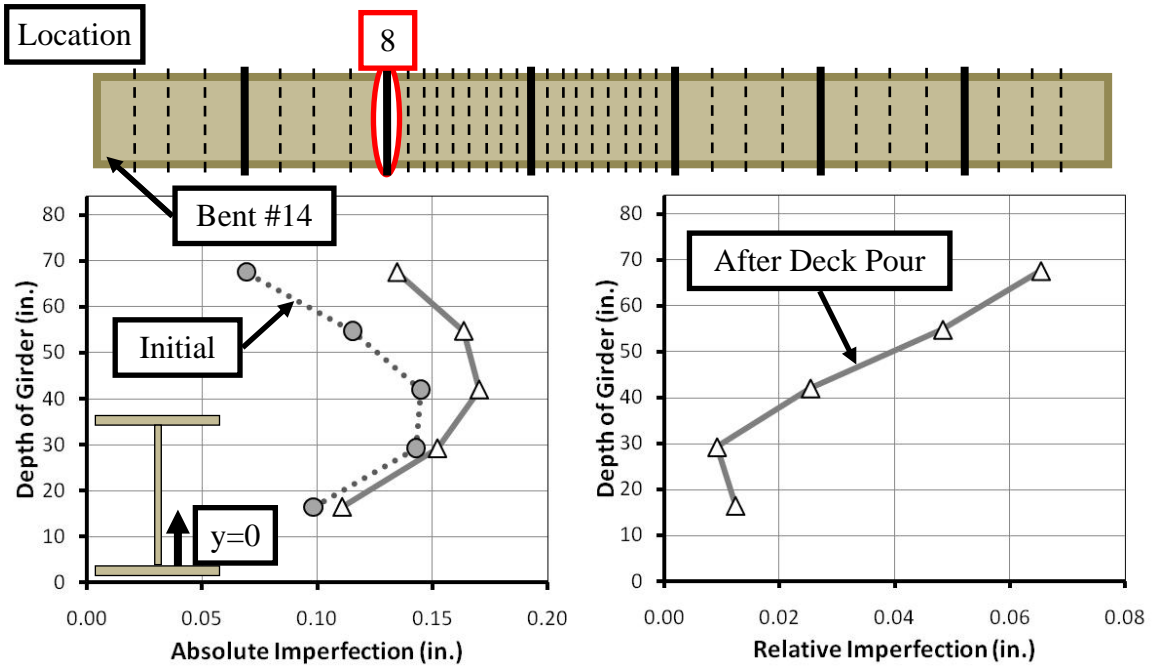 Location
8
Bent #14
Initial
y=0
After Deck Pour
Depth of Girder (in.)
80
70
60
50
40
30
20
10
0
0.00 0.05 0.10 0.15 0.20
Absolute Imperfection (in.)
Depth of Girder (in.)
80
70
60
50
40
30
20
10
0
0.00 0.02 0.04 0.06 0.08
Relative Imperfection (in.)